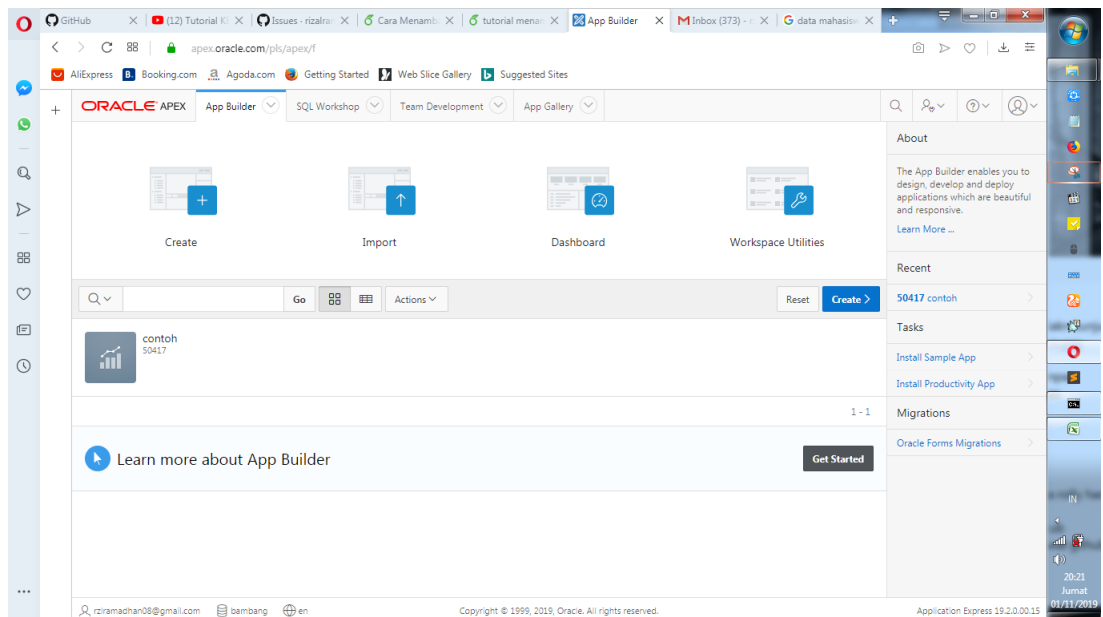 GitHub
(12) Tutorial Kl
Issues · rizalran
Cara Menamb
tutorial menar
App Builder
Inbox (373) - r
data mahasisw
apex.oracle.com/pls/apex/f
AliExpress
Booking.com
Agoda.com
Getting Started
Web Slice Gallery
Suggested Sites
ORACLE APEX
App Builder
SQL Workshop
Team Development
App Gallery
Create
Import
Dashboard
Workspace Utilities
Go
Actions
Reset
Create
contoh
50417
1 - 1
Learn more about App Builder
Get Started
About
The App Builder enables you to
design, develop and deploy
applications which are beautiful
and responsive.
Learn More ...
Recent
50417 contoh
Tasks
Install Sample App
Install Productivity App
Migrations
Oracle Forms Migrations
rziramadhan08@gmail.com
bambang
en
Copyright © 1999, 2019, Oracle. All rights reserved.
Application Express 19.2.0.00.15
IN
20:21
Jumat
01/11/2019